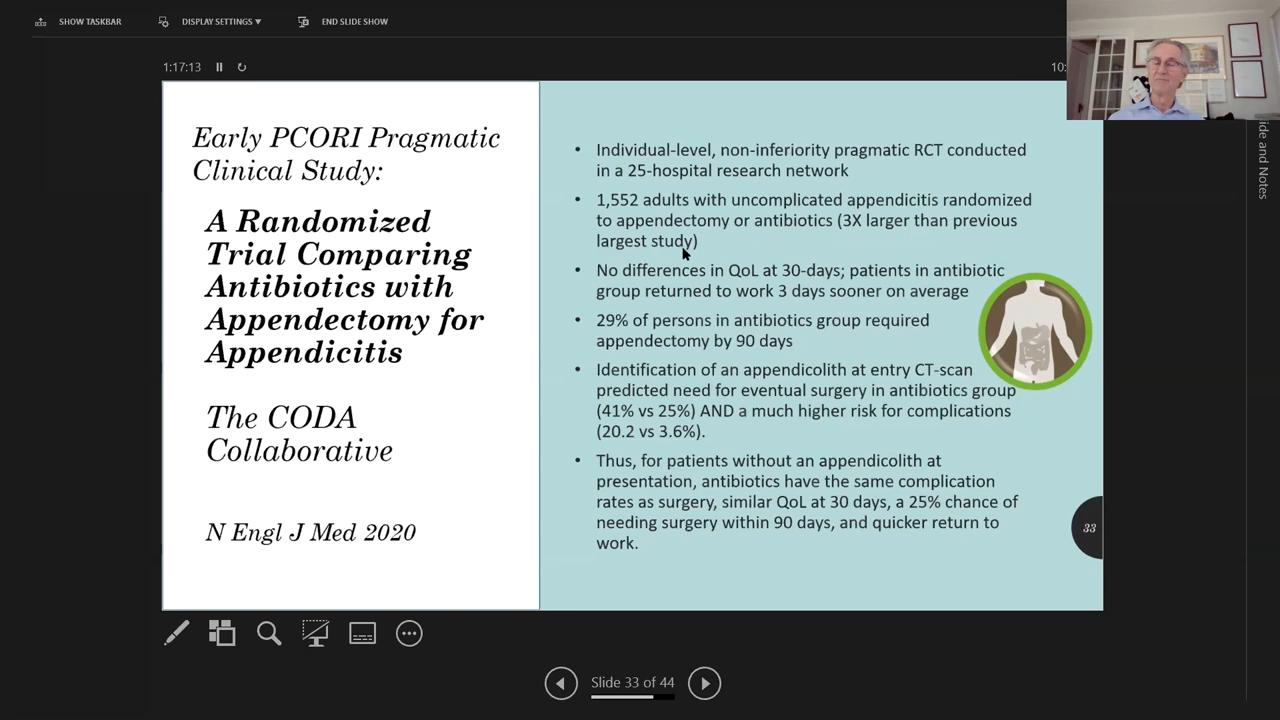 SHOW TASKBAR
DISPLAY SETTINGS ▼
END SLIDE SHOW
1:17:13
10:
Early PCORI Pragmatic
Clinical Study:
A Randomized
Trial Comparing
Antibiotics with
Appendectomy for
Appendicitis
The CODA
Collaborative
N Engl J Med 2020
• Individual-level, non-inferiority pragmatic RCT conducted
in a 25-hospital research network
• 1,552 adults with uncomplicated appendicitis randomized
to appendectomy or antibiotics (3X larger than previous
largest study)
• No differences in QoL at 30-days; patients in antibiotic
group returned to work 3 days sooner on average
• 29% of persons in antibiotics group required
appendectomy by 90 days
• Identification of an appendicolith at entry CT-scan
predicted need for eventual surgery in antibiotics group
(41% vs 25%) AND a much higher risk for complications
(20.2 vs 3.6%).
• Thus, for patients without an appendicolith at
presentation, antibiotics have the same complication
rates as surgery, similar QoL at 30 days, a 25% chance of
needing surgery within 90 days, and quicker return to
work.
33
lide and Notes
Slide 33 of 44